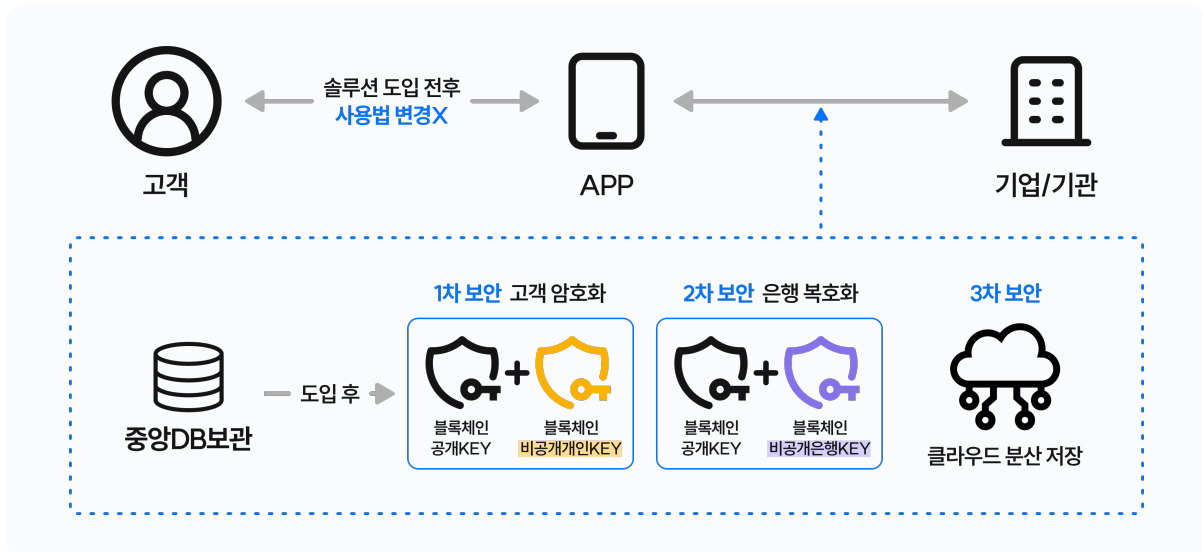 솔루션 도입 전후
사용법 변경X
고객
APP
기업/기관
1차 보안 고객 암호화
2차 보안 은행 복호화
3차 보안
중앙DB보관
도입 후
블록체인
공개KEY
블록체인
비공개개인KEY
블록체인
공개KEY
블록체인
비공개은행KEY
클라우드 분산 저장